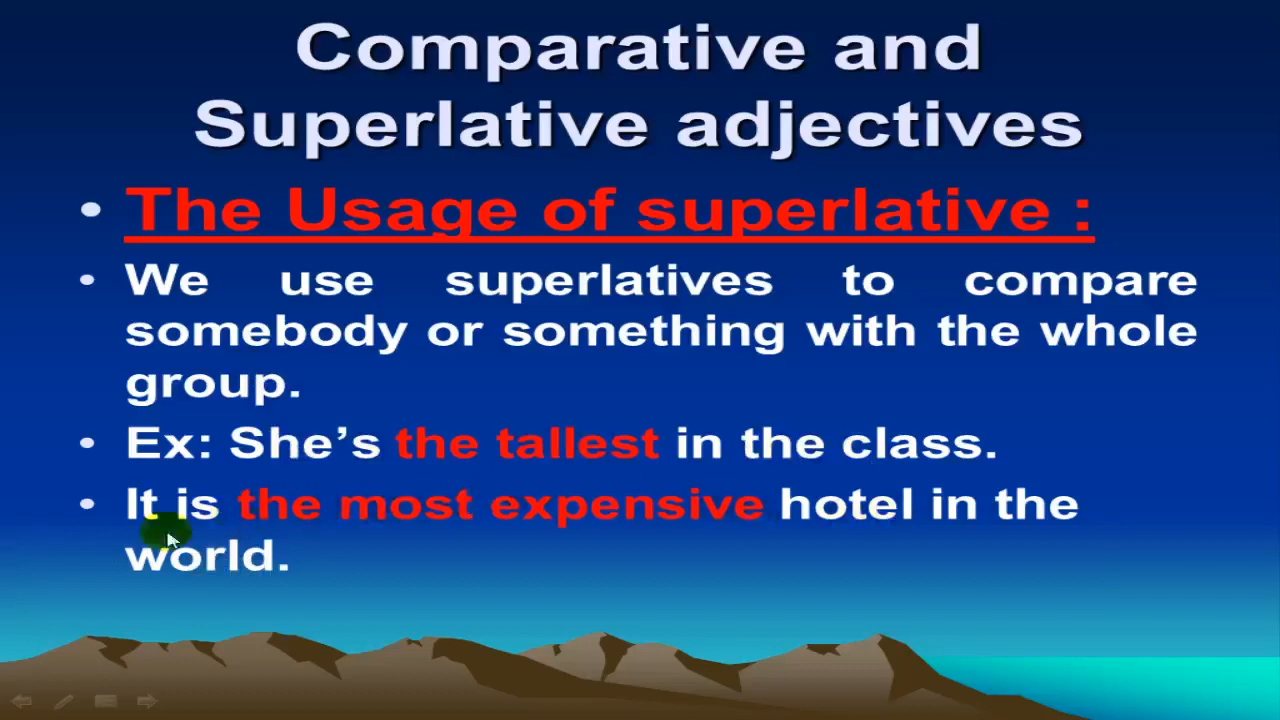 Comparative and
Superlative adjectives
• The Usage of superlative :
• We use superlatives to compare
somebody or something with the whole
group.
• Ex: She’s the tallest in the class.
• It is the most expensive hotel in the
world.